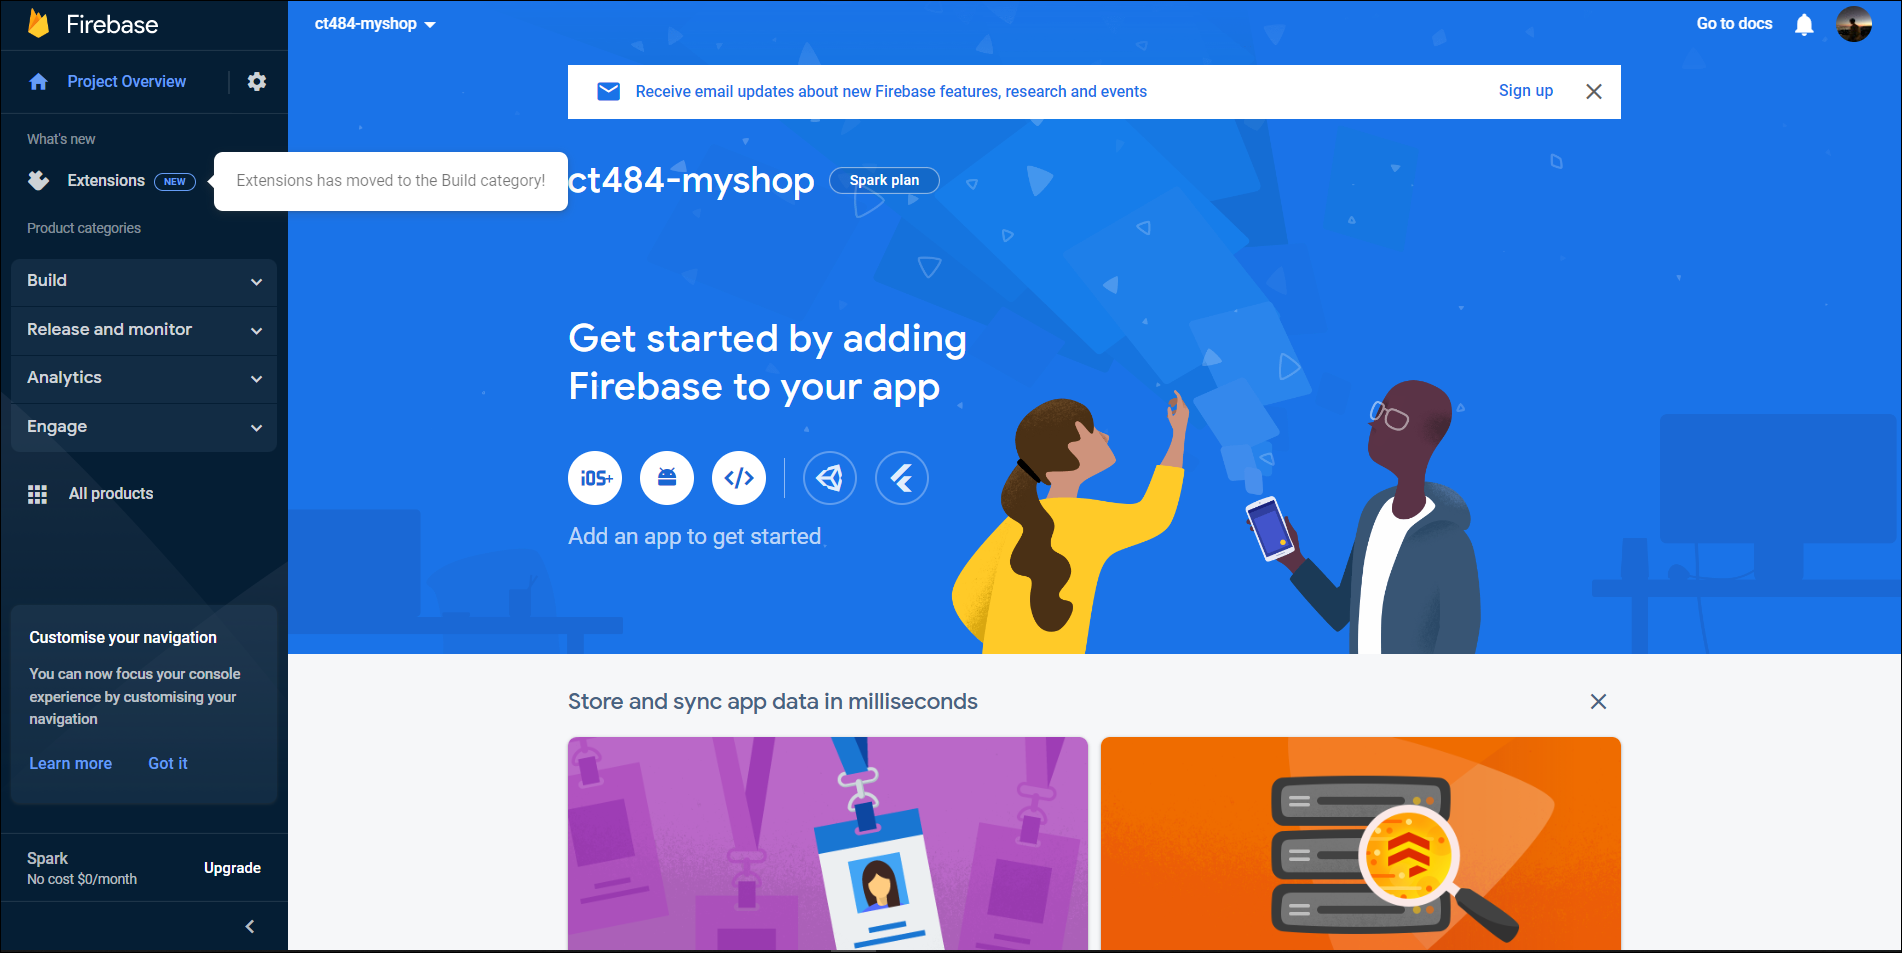 Firebase
Project Overview
What's new
Extensions NEW
Extensions has moved to the Build category!
Product categories
Build
Release and monitor
Analytics
Engage
All products
Customise your navigation
You can now focus your console
experience by customising your
navigation
Learn more Got it
Spark
No cost $0/month
Upgrade
ct484-myshop
Go to docs
Receive email updates about new Firebase features, research and events
Sign up
ct484-myshop Spark plan
Get started by adding
Firebase to your app
iOS+
Add an app to get started
Store and sync app data in milliseconds